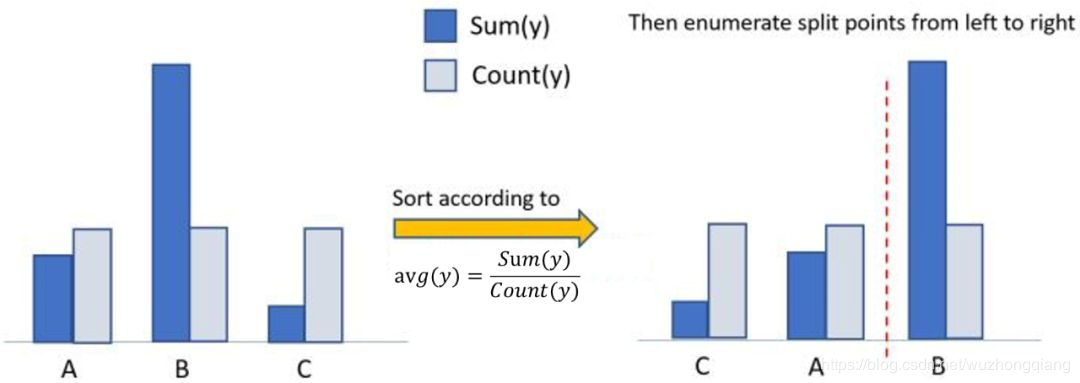 Sum(y)
Count(y)
Then enumerate split points from left to right
Sort according to
avg(y) = Sum(y) / Count(y)
A B C
C A B
https://blog.csdn.net/wuzhongqiang